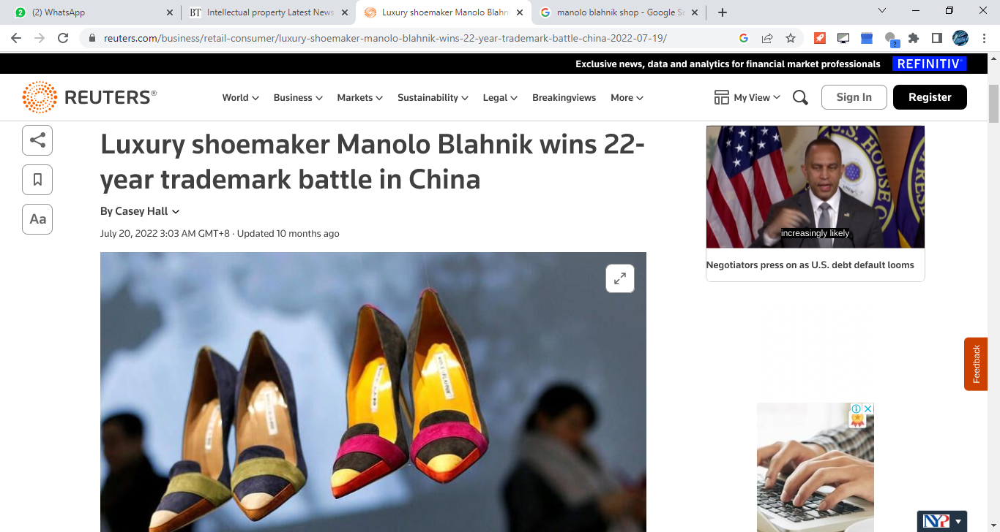 (2) WhatsApp
BT Intellectual property Latest News
Luxury shoemaker Manolo Blahni
manolo blahnik shop - Google Se
reuters.com/business/retail-consumer/luxury-shoemaker-manolo-blahnik-wins-22-year-trademark-battle-china-2022-07-19/
Exclusive news, data and analytics for financial market professionals REFINITIV
REUTERS®
World Business Markets Sustainability Legal Breakingviews More
My View Sign In Register
Luxury shoemaker Manolo Blahnik wins 22-
year trademark battle in China
By Casey Hall
July 20, 2022 3:03 AM GMT+8 · Updated 10 months ago
Aa
increasingly likely
Negotiators press on as U.S. debt default looms
Feedback
NYP